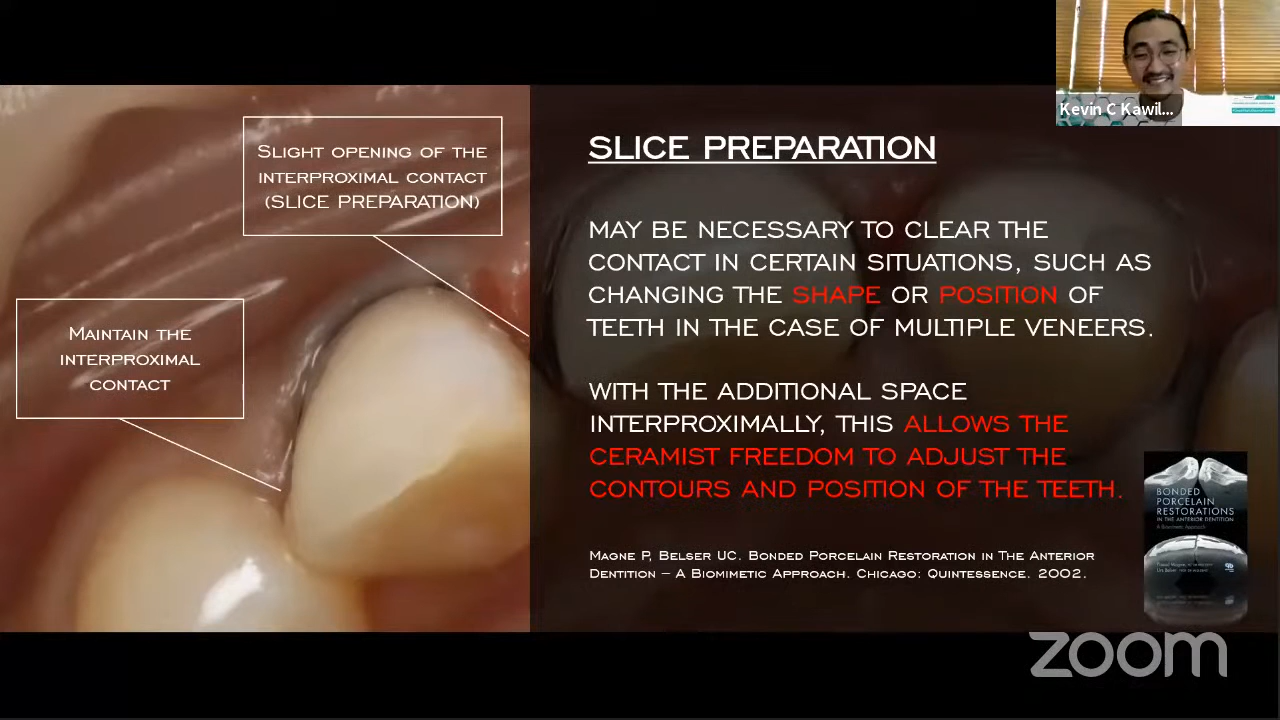 Kevin C Kawil...
SLIGHT OPENING OF THE
INTERPROXIMAL CONTACT
(SLICE PREPARATION)
MAINTAIN THE
INTERPROXIMAL
CONTACT
SLICE PREPARATION
MAY BE NECESSARY TO CLEAR THE
CONTACT IN CERTAIN SITUATIONS, SUCH AS
CHANGING THE SHAPE OR POSITION OF
TEETH IN THE CASE OF MULTIPLE VENEERS.
WITH THE ADDITIONAL SPACE
INTERPROXIMALLY, THIS ALLOWS THE
CERAMIST FREEDOM TO ADJUST THE
CONTOURS AND POSITION OF THE TEETH.
MAGNE P, BELSER UC. BONDED PORCELAIN RESTORATION IN THE ANTERIOR
DENTITION – A BIOMIMETIC APPROACH. CHICAGO: QUINTESSENCE. 2002.
BONDED
PORCELAIN
RESTORATIONS
IN THE ANTERIOR DENTITION
A Biomimetic Approach
zoom